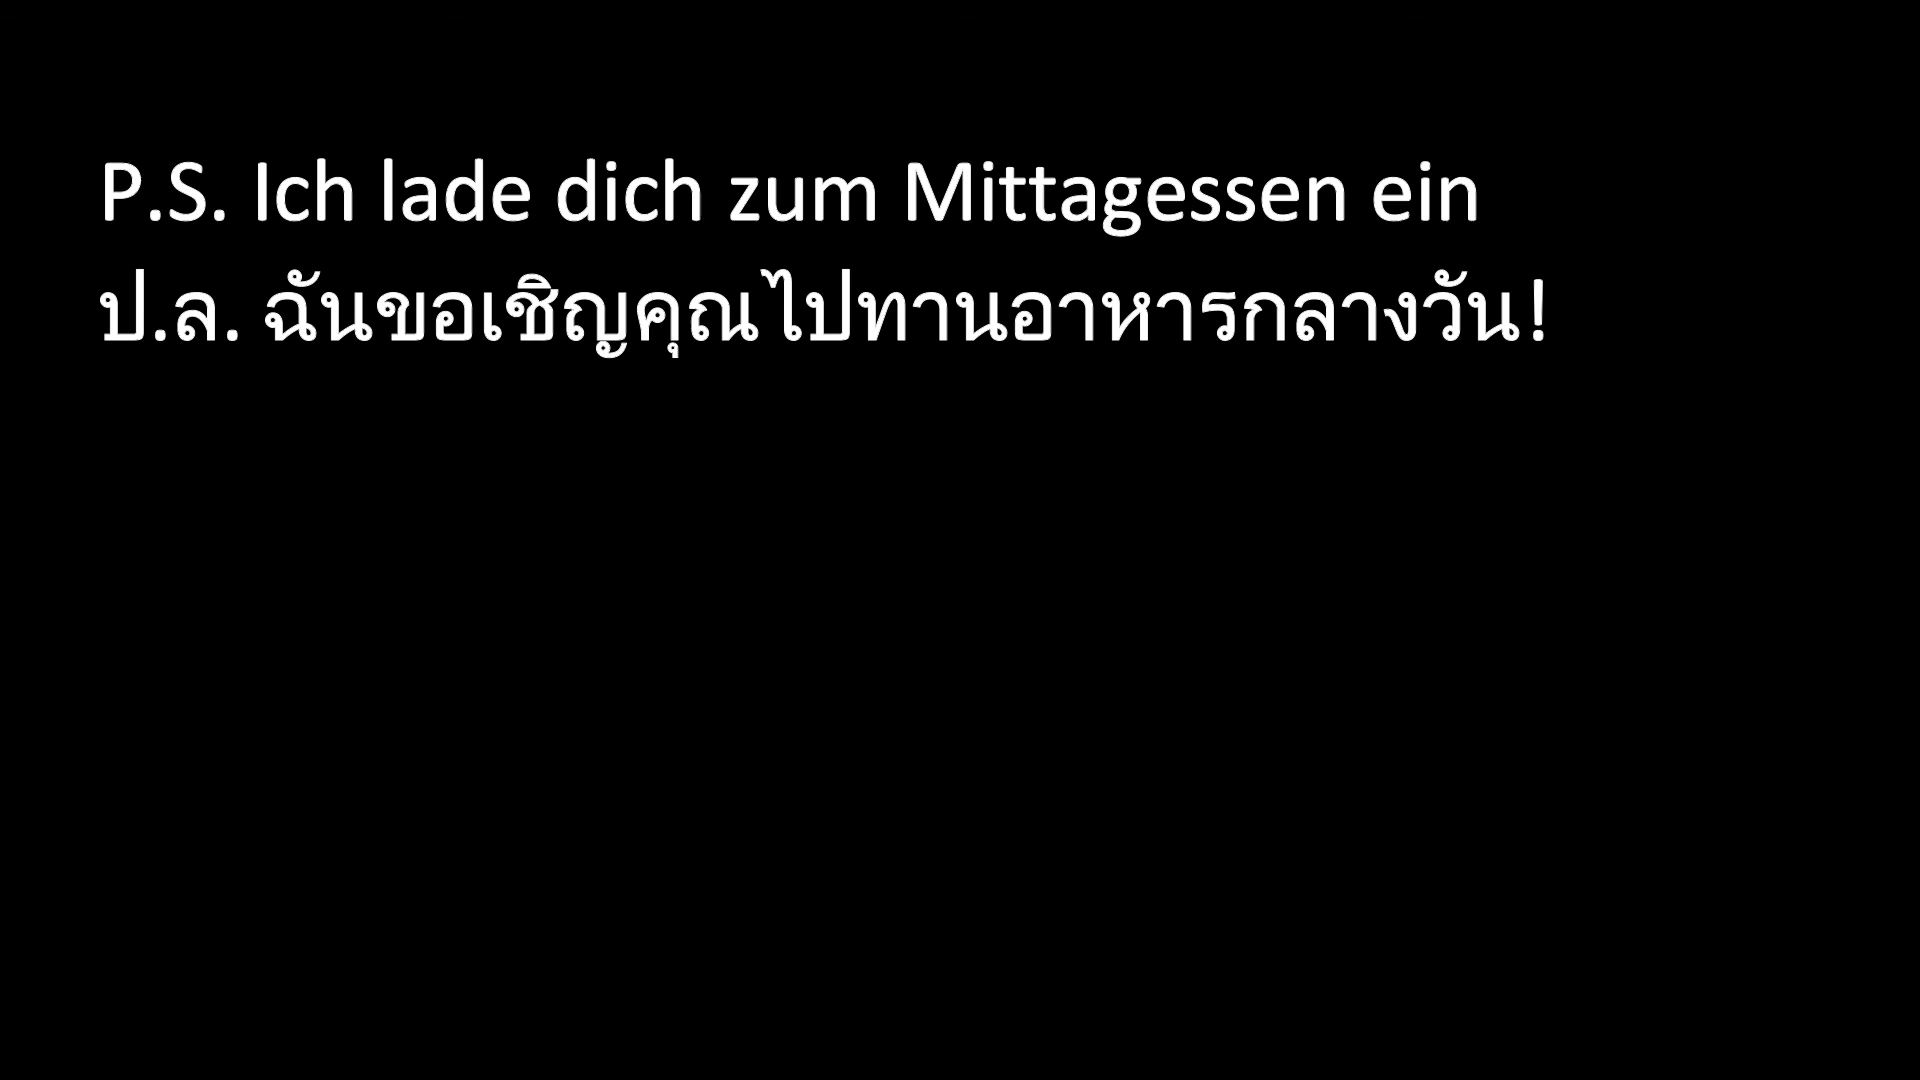 P.S. Ich lade dich zum Mittagessen ein
ป.ล. ฉันขอเชิญคุณไปทานอาหารกลางวัน!